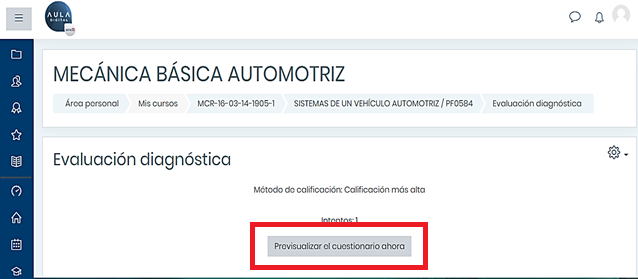 AULA
DIGITAL
MECÁNICA BÁSICA AUTOMOTRIZ
Área personal
Mis cursos
MCR-16-03-14-1905-1
SISTEMAS DE UN VEHÍCULO AUTOMOTRIZ / PF0584
Evaluación diagnóstica
Evaluación diagnóstica
Método de calificación: Calificación más alta
Intentos: 1
Previsualizar el cuestionario ahora